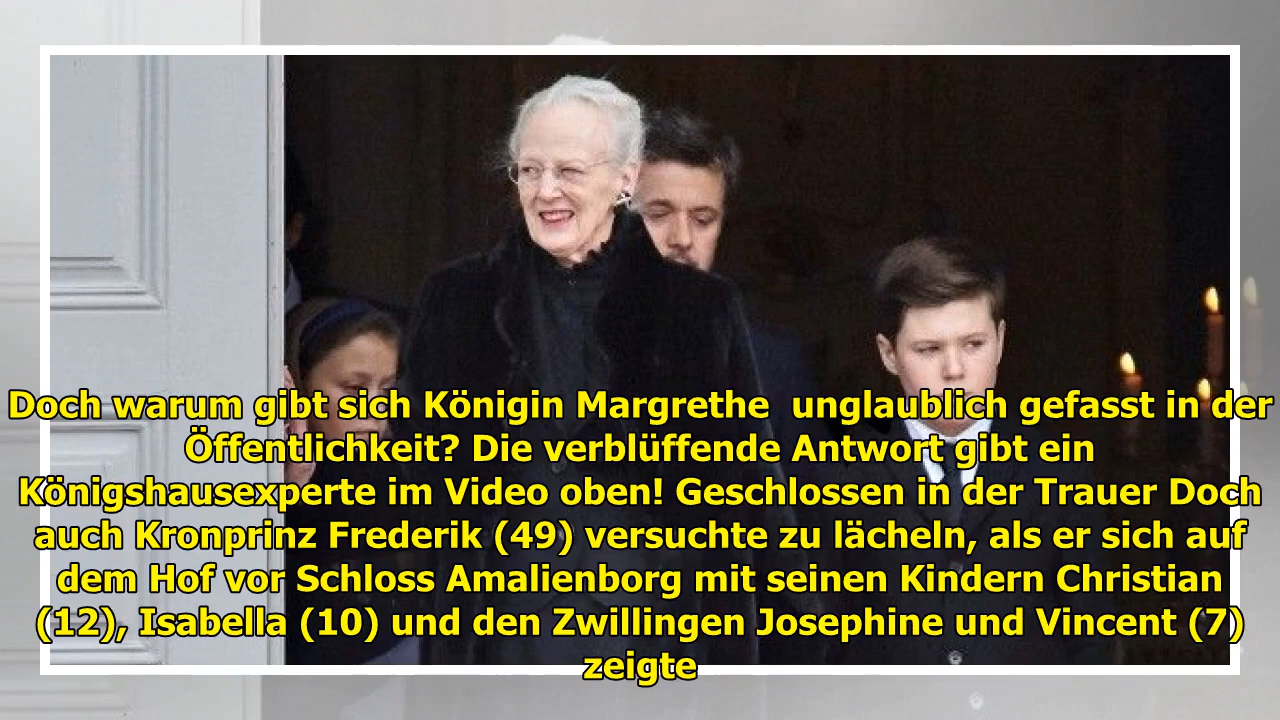 Doch warum gibt sich Königin Margrethe  unglaublich gefasst in der
Öffentlichkeit? Die verblüffende Antwort gibt ein
Königshausexperte im Video oben! Geschlossen in der Trauer Doch
auch Kronprinz Frederik (49) versuchte zu lächeln, als er sich auf
dem Hof vor Schloss Amalienborg mit seinen Kindern Christian
(12), Isabella (10) und den Zwillingen Josephine und Vincent (7)
zeigte